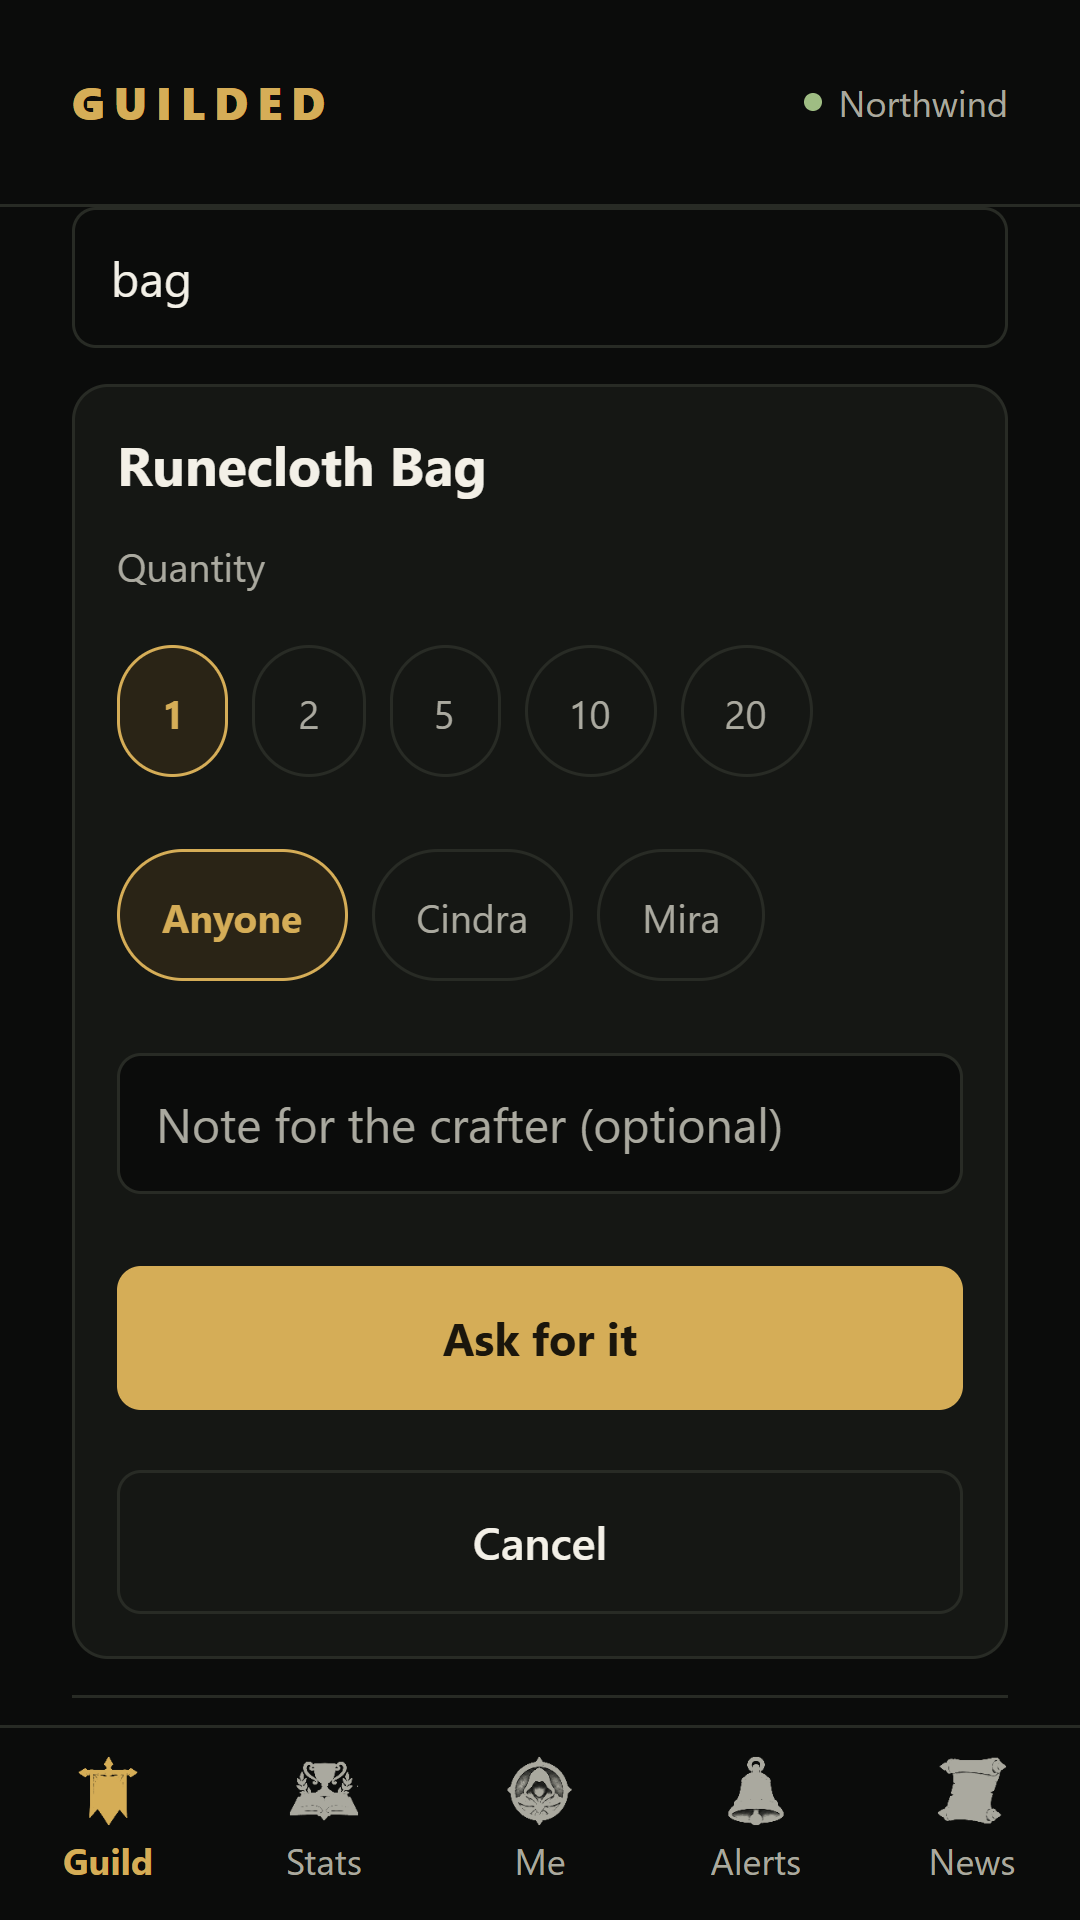 GUILDED
Northwind
bag
Runecloth Bag
Quantity
1 2 5 10 20
Anyone Cindra Mira
Note for the crafter (optional)
Ask for it
Cancel
Guild Stats Me Alerts News